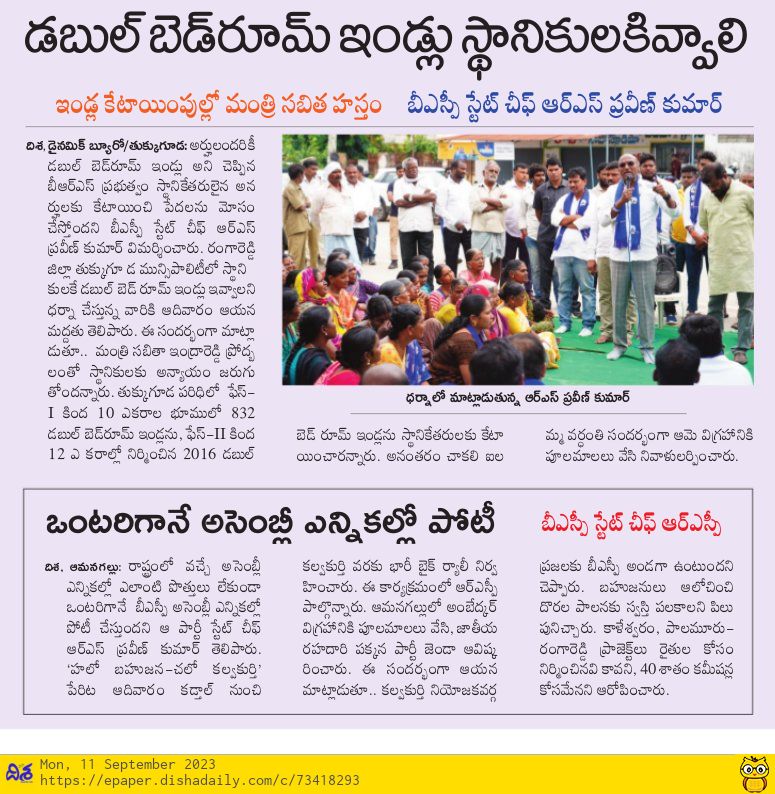 డబుల్ బెడ్‌రూమ్ ఇండ్లు స్థానికులకివ్వాలి
ఇండ్ల కేటాయింపుల్లో మంత్రి సబిత హస్తం
బీఎస్పీ స్టేట్ చీఫ్ ఆర్ఎస్ ప్రవీణ్ కుమార్
దిశ, డైనమిక్ బ్యూరో/తుక్కుగూడ: అర్హులందరికీ
డబుల్ బెడ్‌రూమ్ ఇండ్లు అని చెప్పిన
బీఆర్ఎస్ ప్రభుత్వం స్థానికేతరులైన అన
ర్హులకు కేటాయించి పేదలను మోసం
చేస్తోందని బీఎస్పీ స్టేట్ చీఫ్ ఆర్ఎస్
ప్రవీణ్ కుమార్ విమర్శించారు. రంగారెడ్డి
జిల్లా తుక్కుగూ డ మున్సిపాలిటీలో స్థాని
కులకే డబుల్ బెడ్ రూమ్ ఇండ్లు ఇవ్వాలని
ధర్నా చేస్తున్న వారికి ఆదివారం ఆయన
మద్దతు తెలిపారు. ఈ సందర్భంగా మాట్లా
డుతూ.. మంత్రి సబితా ఇంద్రారెడ్డి ప్రోద్బ
లంతో స్థానికులకు అన్యాయం జరుగు
తోందన్నారు. తుక్కుగూడ పరిధిలో ఫేస్-
I కింద 10 ఎకరాల భూములో 832
డబుల్ బెడ్‌రూమ్ ఇండ్లను, ఫేస్-II కింద
12 ఎ కరాల్లో నిర్మించిన 2016 డబుల్
ధర్నాలో మాట్లాడుతున్న ఆర్ఎస్ ప్రవీణ్ కుమార్
బెడ్ రూమ్ ఇండ్లను స్థానికేతరులకు కేటా
యించారన్నారు. అనంతరం చాకలి ఐల
మ్మ వర్ధంతి సందర్భంగా ఆమె విగ్రహానికి
పూలమాలలు వేసి నివాళులర్పించారు.
ఒంటరిగానే అసెంబ్లీ ఎన్నికల్లో పోటీ
బీఎస్పీ స్టేట్ చీఫ్ ఆర్ఎస్పీ
దిశ, ఆమనగల్లు: రాష్ట్రంలో వచ్చే అసెంబ్లీ
ఎన్నికల్లో ఎలాంటి పొత్తులు లేకుండా
ఒంటరిగానే బీఎస్పీ అసెంబ్లీ ఎన్నికల్లో
పోటీ చేస్తుందని ఆ పార్టీ స్టేట్ చీఫ్
ఆర్ఎస్ ప్రవీణ్ కుమార్ తెలిపారు.
'హలో బహుజన-చలో కల్వకుర్తి'
పేరిట ఆదివారం కడ్తాల్ నుంచి
కల్వకుర్తి వరకు భారీ బైక్ ర్యాలీ నిర్వ
హించారు. ఈ కార్యక్రమంలో ఆర్ఎస్పీ
పాల్గొన్నారు. ఆమనగల్లులో అంబేద్కర్
విగ్రహానికి పూలమాలలు వేసి, జాతీయ
రహదారి పక్కన పార్టీ జెండా ఆవిష్క
రించారు. ఈ సందర్భంగా ఆయన
మాట్లాడుతూ.. కల్వకుర్తి నియోజకవర్గ
ప్రజలకు బీఎస్పీ అండగా ఉంటుందని
చెప్పారు. బహుజనులు ఆలోచించి
దొరల పాలనకు స్వస్తి పలకాలని పిలు
పునిచ్చారు. కాళేశ్వరం, పాలమూరు-
రంగారెడ్డి ప్రాజెక్ట్‌లు రైతుల కోసం
నిర్మించినవి కావని, 40 శాతం కమీషన్ల
కోసమేనని ఆరోపించారు.
దిశ
Mon, 11 September 2023
https://epaper.dishadaily.com/c/73418293